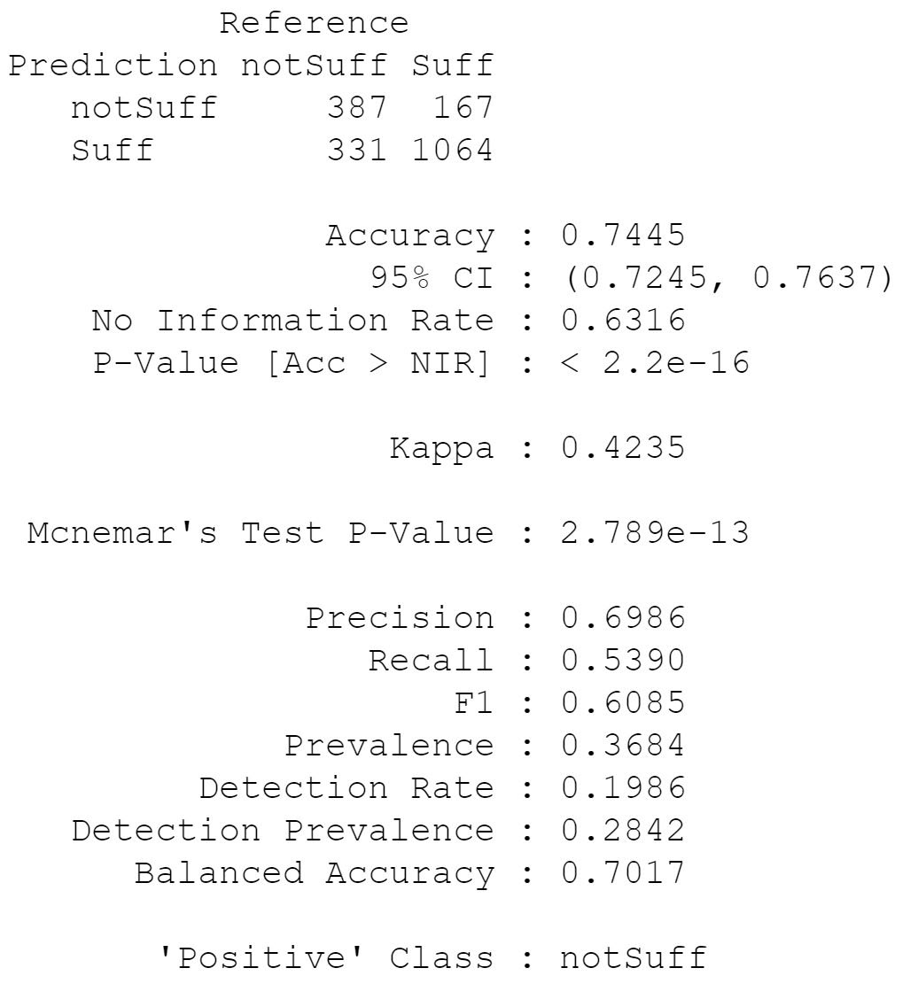 Reference
Prediction notSuff Suff
notSuff 387 167
Suff 331 1064
Accuracy : 0.7445
95% CI : (0.7245, 0.7637)
No Information Rate : 0.6316
P-Value [Acc > NIR] : < 2.2e-16
Kappa : 0.4235
Mcnemar's Test P-Value : 2.789e-13
Precision : 0.6986
Recall : 0.5390
F1 : 0.6085
Prevalence : 0.3684
Detection Rate : 0.1986
Detection Prevalence : 0.2842
Balanced Accuracy : 0.7017
'Positive' Class : notSuff